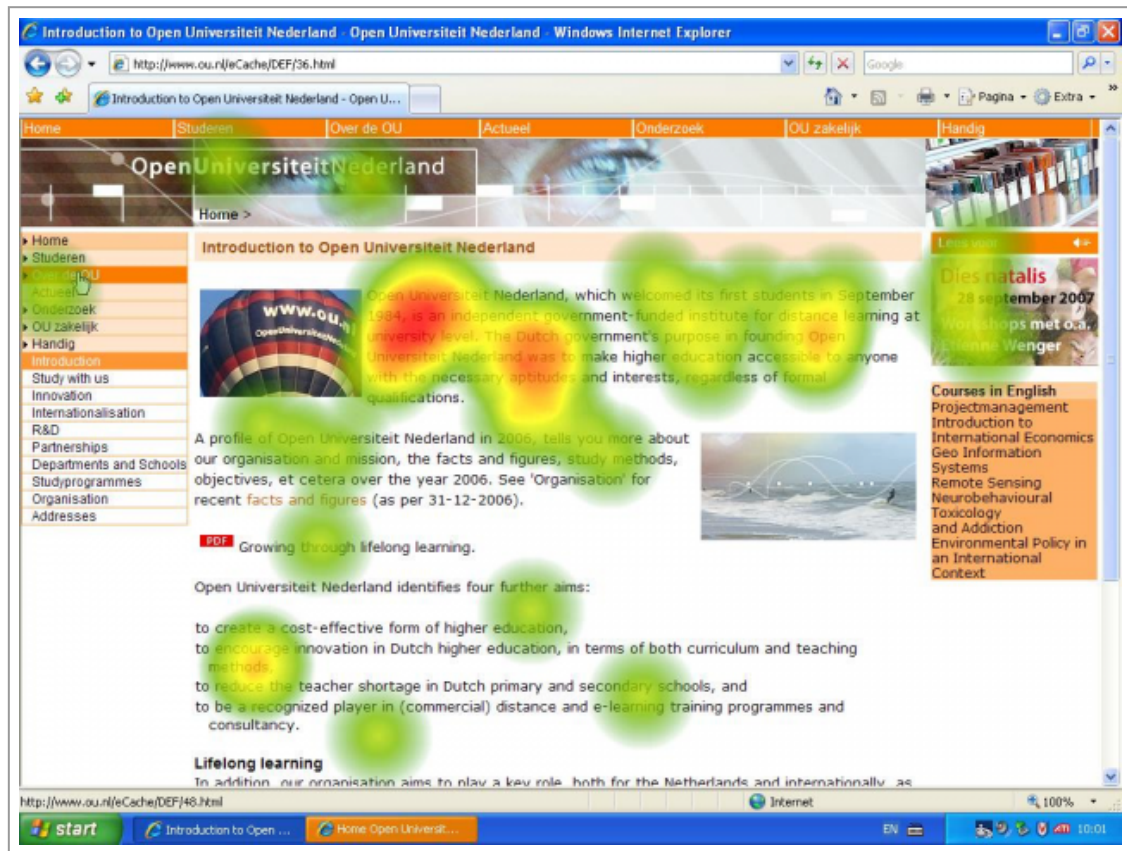 Introduction to Open Universiteit Nederland - Open Universiteit Nederland - Windows Internet Explorer
http://www.ou.nl/eCache/DEF/36.html
Google
Introduction to Universiteit Nederland - Open U...
Pagina
Extra
»
Home Studeren Over de OU Actueel Onderzoek OU zakelijk Handig
OpenUniversiteitNederland
Home >
Home
Studeren
Over de OU
Actueel
Onderzoek
OU zakelijk
Handig
Introduction
Study with us
Innovation
Internationalisation
R&D
Partnerships
Departments and Schools
Studyprogrammes
Organisation
Addresses
Introduction to Open Universiteit Nederland
www.ou.nl
Open Universiteit Nederland, which welcomed its first students in September
1984, is an independent government-funded institute for distance learning at
university level. The Dutch government's purpose in founding Open
Universiteit Nederland was to make higher education accessible to anyone
with the necessary aptitudes and interests, regardless of formal
qualifications.
A profile of Open Universiteit Nederland in 2006, tells you more about
our organisation and mission, the facts and figures, study methods,
objectives, et cetera over the year 2006. See 'Organisation' for
recent facts and figures (as per 31-12-2006).
PDF Growing through lifelong learning.
Open Universiteit Nederland identifies four further aims:
to create a cost-effective form of higher education,
to encourage innovation in Dutch higher education, in terms of both curriculum and teaching
methods,
to reduce the teacher shortage in Dutch primary and secondary schools, and
to be a recognized player in (commercial) distance and e-learning training programmes and
consultancy.
Lifelong learning
In addition, our organisation aims to play a key role, both for the Netherlands and internationally, as
Lees voor
Dies natalis
28 september 2007
Workshops met o.a.
Etienne Wenger
Courses in English
Projectmanagement
Introduction to
International Economics
Geo Information
Systems
Remote Sensing
Neurobehavioural
Toxicology
and Addiction
Environmental Policy in
an International
Context
http://www.ou.nl/eCache/DEF/48.html
Internet
100%
start
Introduction to Open ...
Home Open Universit...
EN
10:01